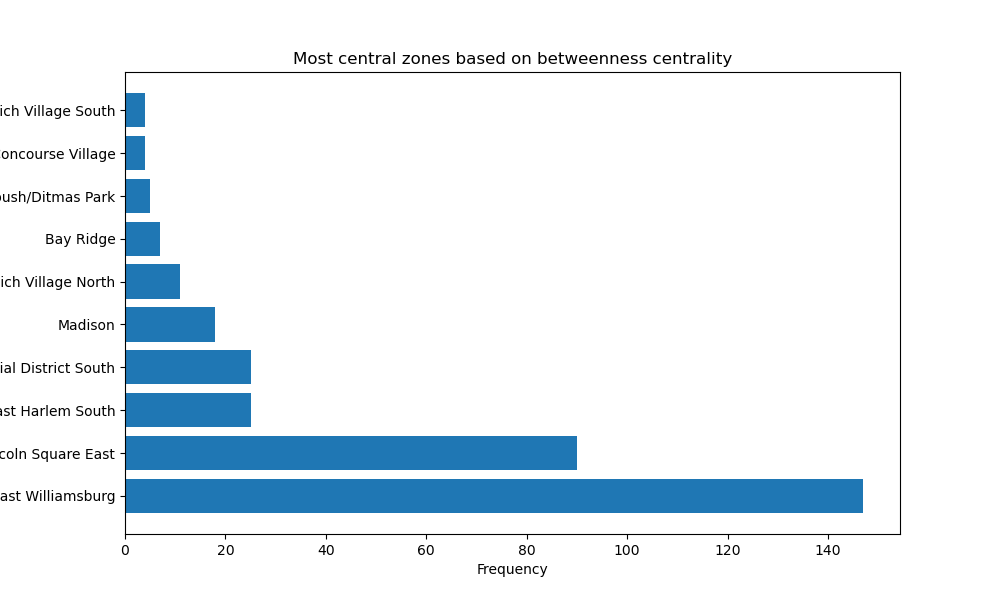 Most central zones based on betweenness centrality
ich Village South
Concourse Village
bush/Ditmas Park
Bay Ridge
ich Village North
Madison
ial District South
ast Harlem South
coln Square East
ast Williamsburg
0 20 40 60 80 100 120 140
Frequency